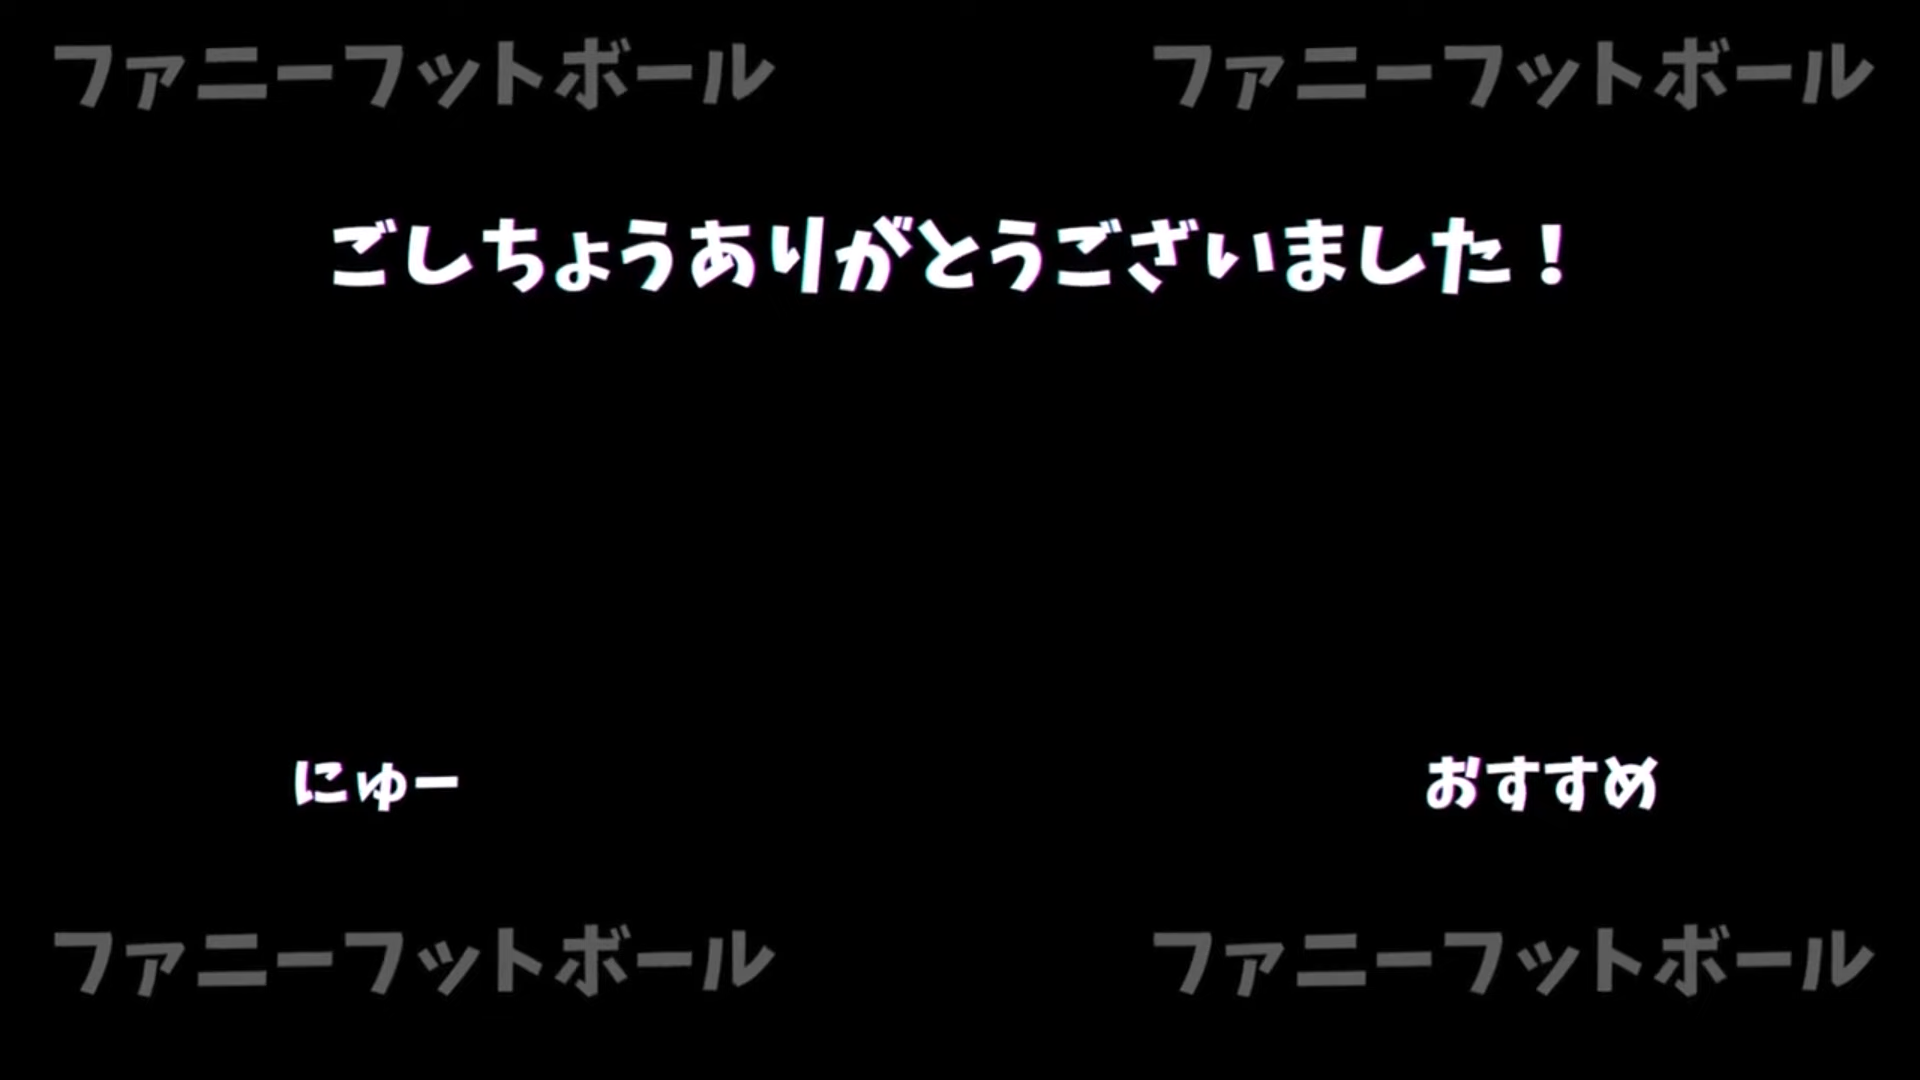 ファニーフットボール ファニーフットボール
ごしちょうありがとうございました！
にゅー おすすめ
ファニーフットボール ファニーフットボール